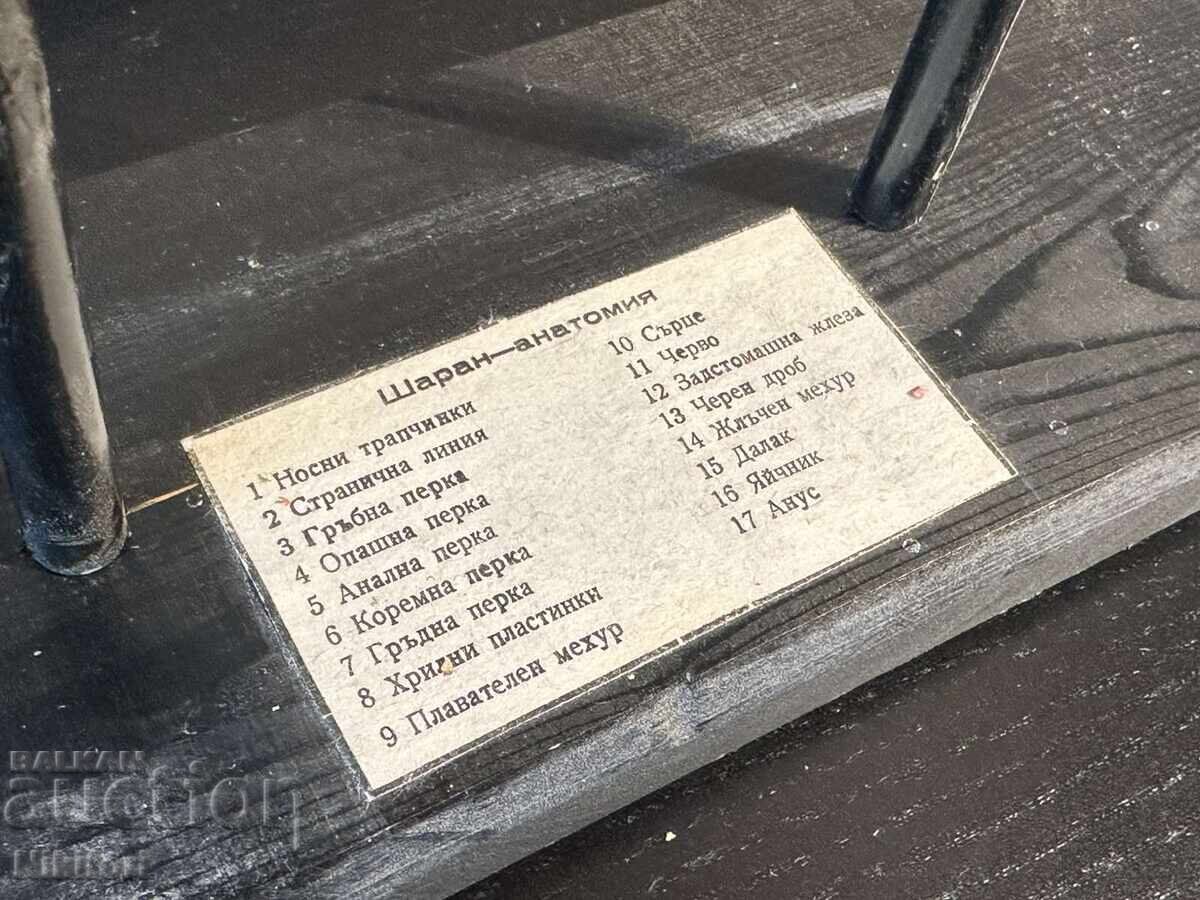 Шаран—анатомия
1 Носни трапчинки
2 Странична линия
3 Гръбна перка
4 Опашна перка
5 Анална перка
6 Коремна перка
7 Гръдна перка
8 Хрилни пластинки
9 Плавателен мехур
10 Сърце
11 Черво
12 Задстомашна жлеза
13 Черен дроб
14 Жлъчен мехур
15 Далак
16 Яйчник
17 Анус
BALKAN
auction